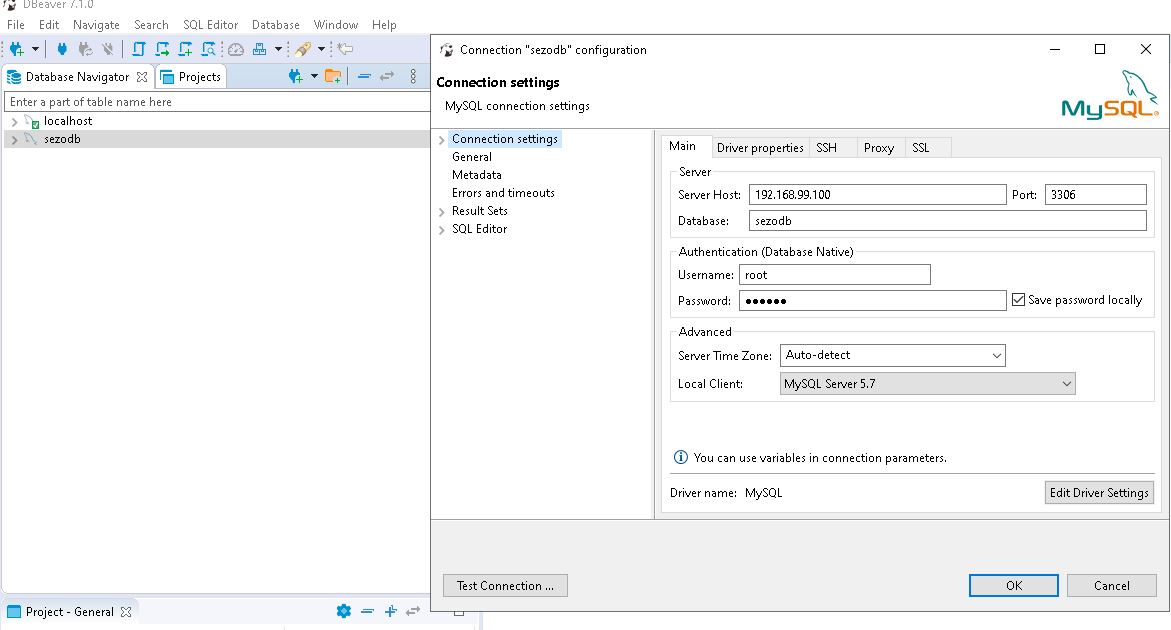 DBeaver 7.1.0
File Edit Navigate Search SQL Editor Database Window Help
Database Navigator Projects
Enter a part of table name here
localhost
sezodb
Project - General
Connection "sezodb" configuration
Connection settings
MySQL connection settings
MySQL
Connection settings
General
Metadata
Errors and timeouts
Result Sets
SQL Editor
Main Driver properties SSH Proxy SSL
Server
Server Host: 192.168.99.100 Port: 3306
Database: sezodb
Authentication (Database Native)
Username: root
Password: ●●●●●● Save password locally
Advanced
Server Time Zone: Auto-detect
Local Client: MySQL Server 5.7
You can use variables in connection parameters.
Driver name: MySQL Edit Driver Settings
Test Connection ... OK Cancel